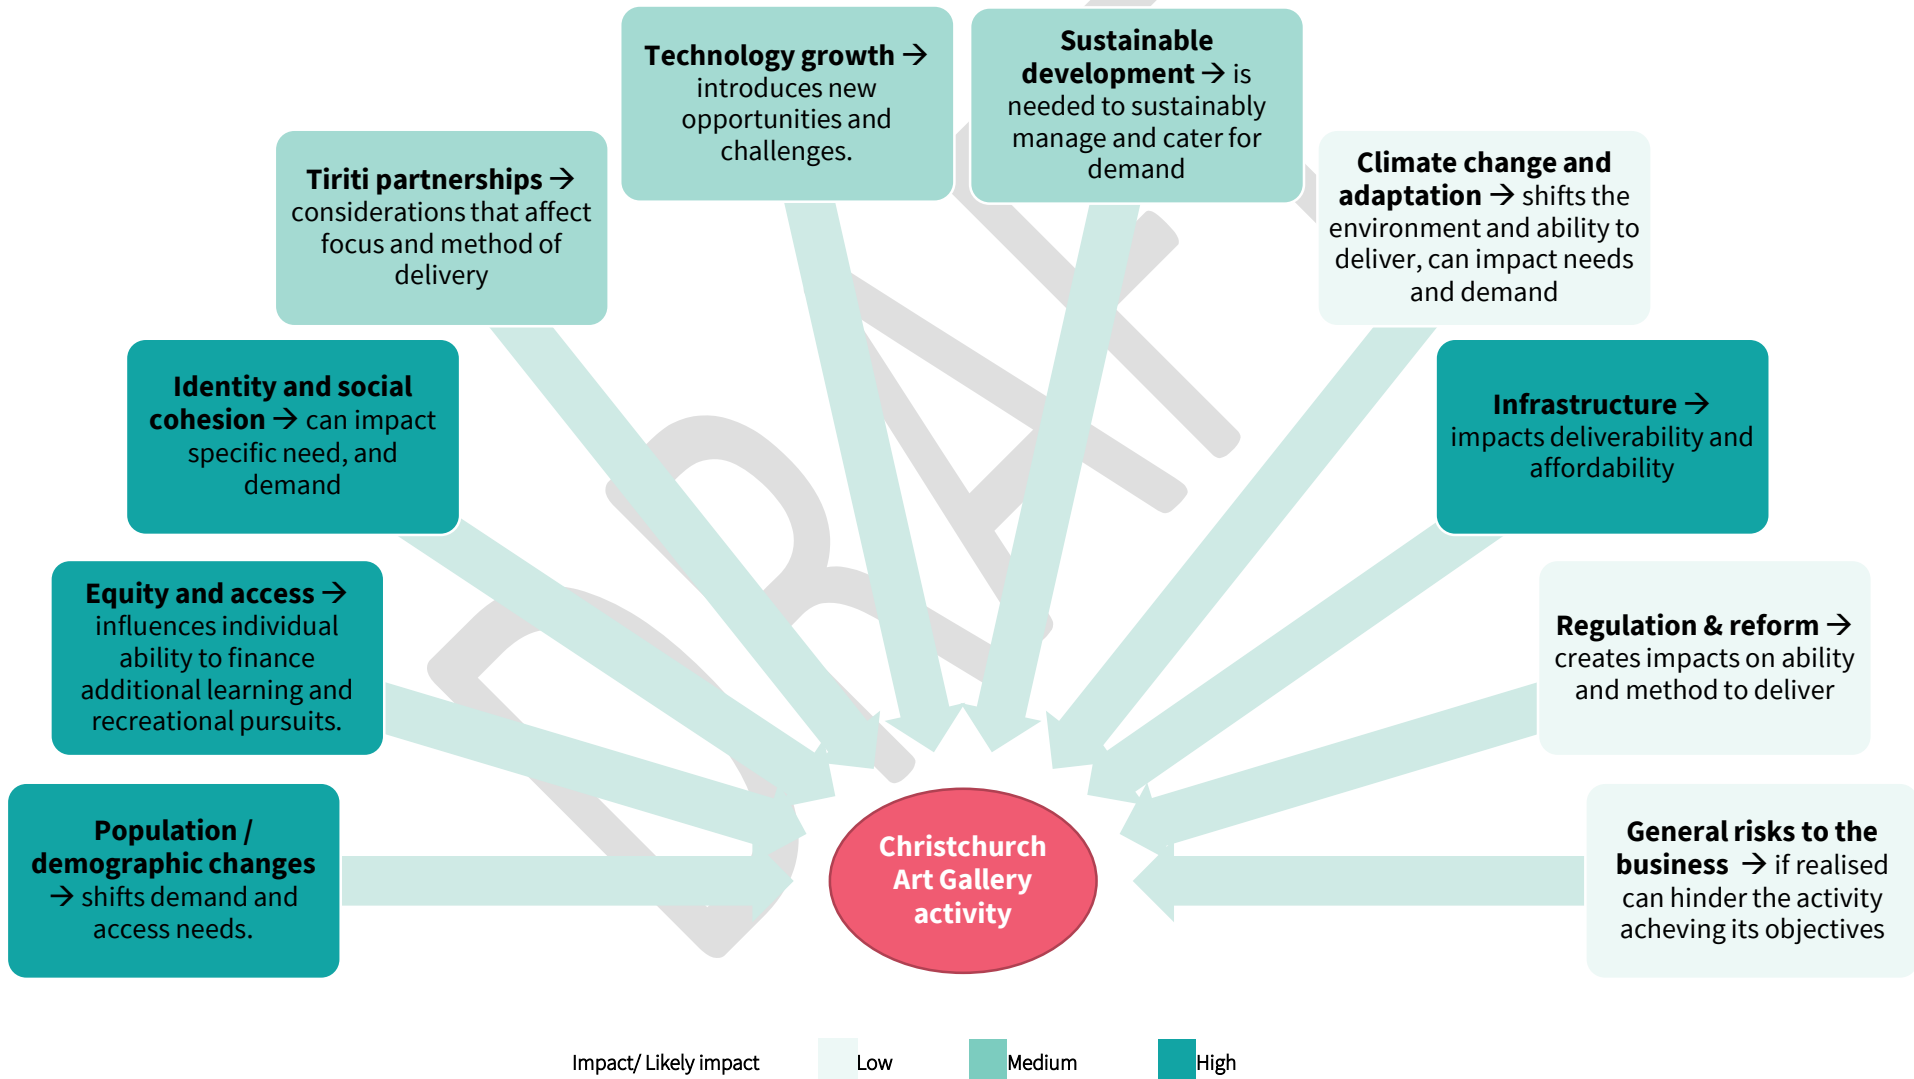 Technology growth →
introduces new
opportunities and
challenges.
Sustainable
development → is
needed to sustainably
manage and cater for
demand
Tiriti partnerships →
considerations that affect
focus and method of
delivery
Climate change and
adaptation → shifts the
environment and ability to
deliver, can impact needs
and demand
Identity and social
cohesion → can impact
specific need, and
demand
Infrastructure →
impacts deliverability and
affordability
Equity and access →
influences individual
ability to finance
additional learning and
recreational pursuits.
Regulation & reform →
creates impacts on ability
and method to deliver
Population /
demographic changes
→ shifts demand and
access needs.
General risks to the
business → if realised
can hinder the activity
acheving its objectives
Christchurch
Art Gallery
activity
DRAFT
Impact/ Likely impact Low Medium High